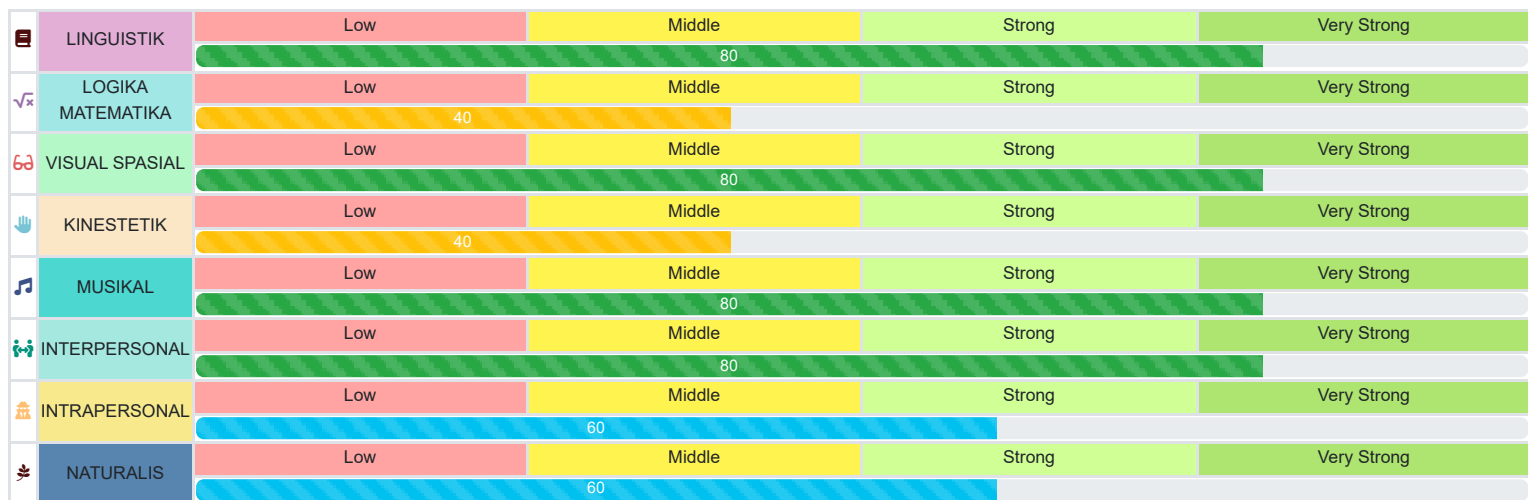 Low Middle Strong Very Strong
LINGUISTIK
80
LOGIKA
MATEMATIKA
Low Middle Strong Very Strong
40
Low Middle Strong Very Strong
VISUAL SPASIAL
80
Low Middle Strong Very Strong
KINESTETIK
40
Low Middle Strong Very Strong
MUSIKAL
80
Low Middle Strong Very Strong
INTERPERSONAL
80
Low Middle Strong Very Strong
INTRAPERSONAL
60
Low Middle Strong Very Strong
NATURALIS
60